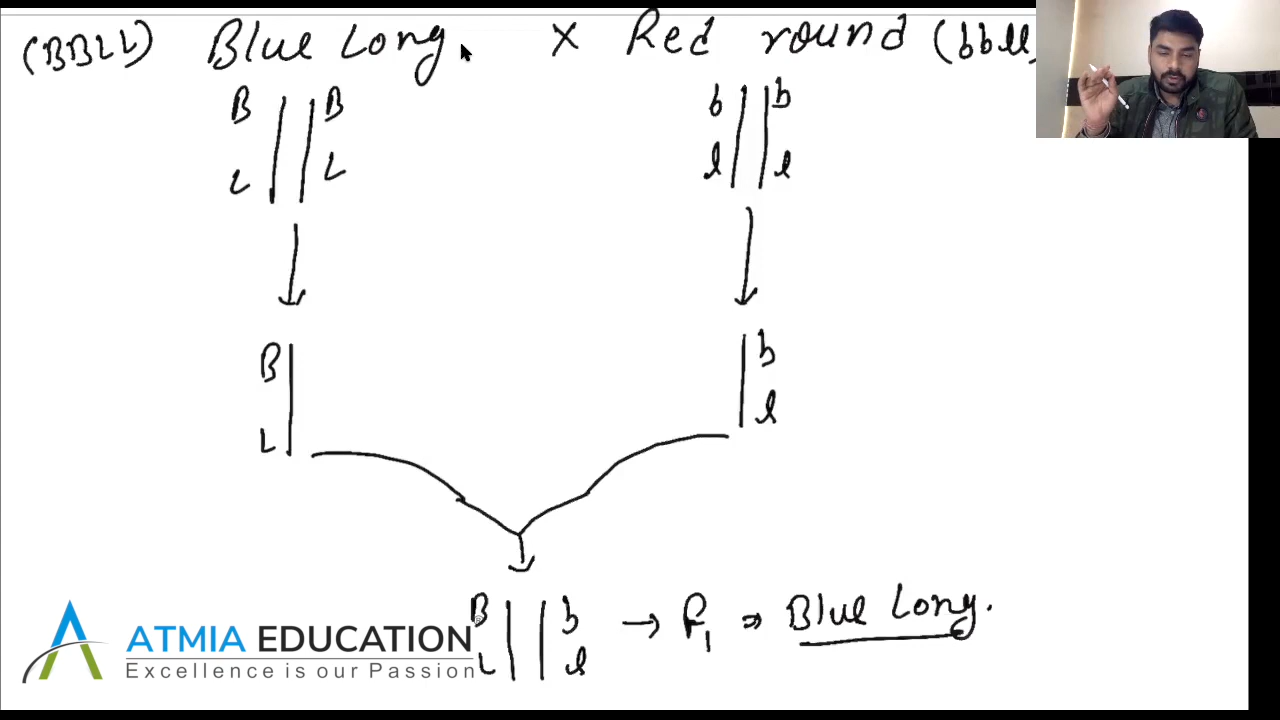 (BBLL) Blue Long × Red round (bbll
B B b b
L L l l
B b
L l
B b → F1 ⇒ Blue Long.
L l
ATMIA EDUCATION
Excellence is our Passion